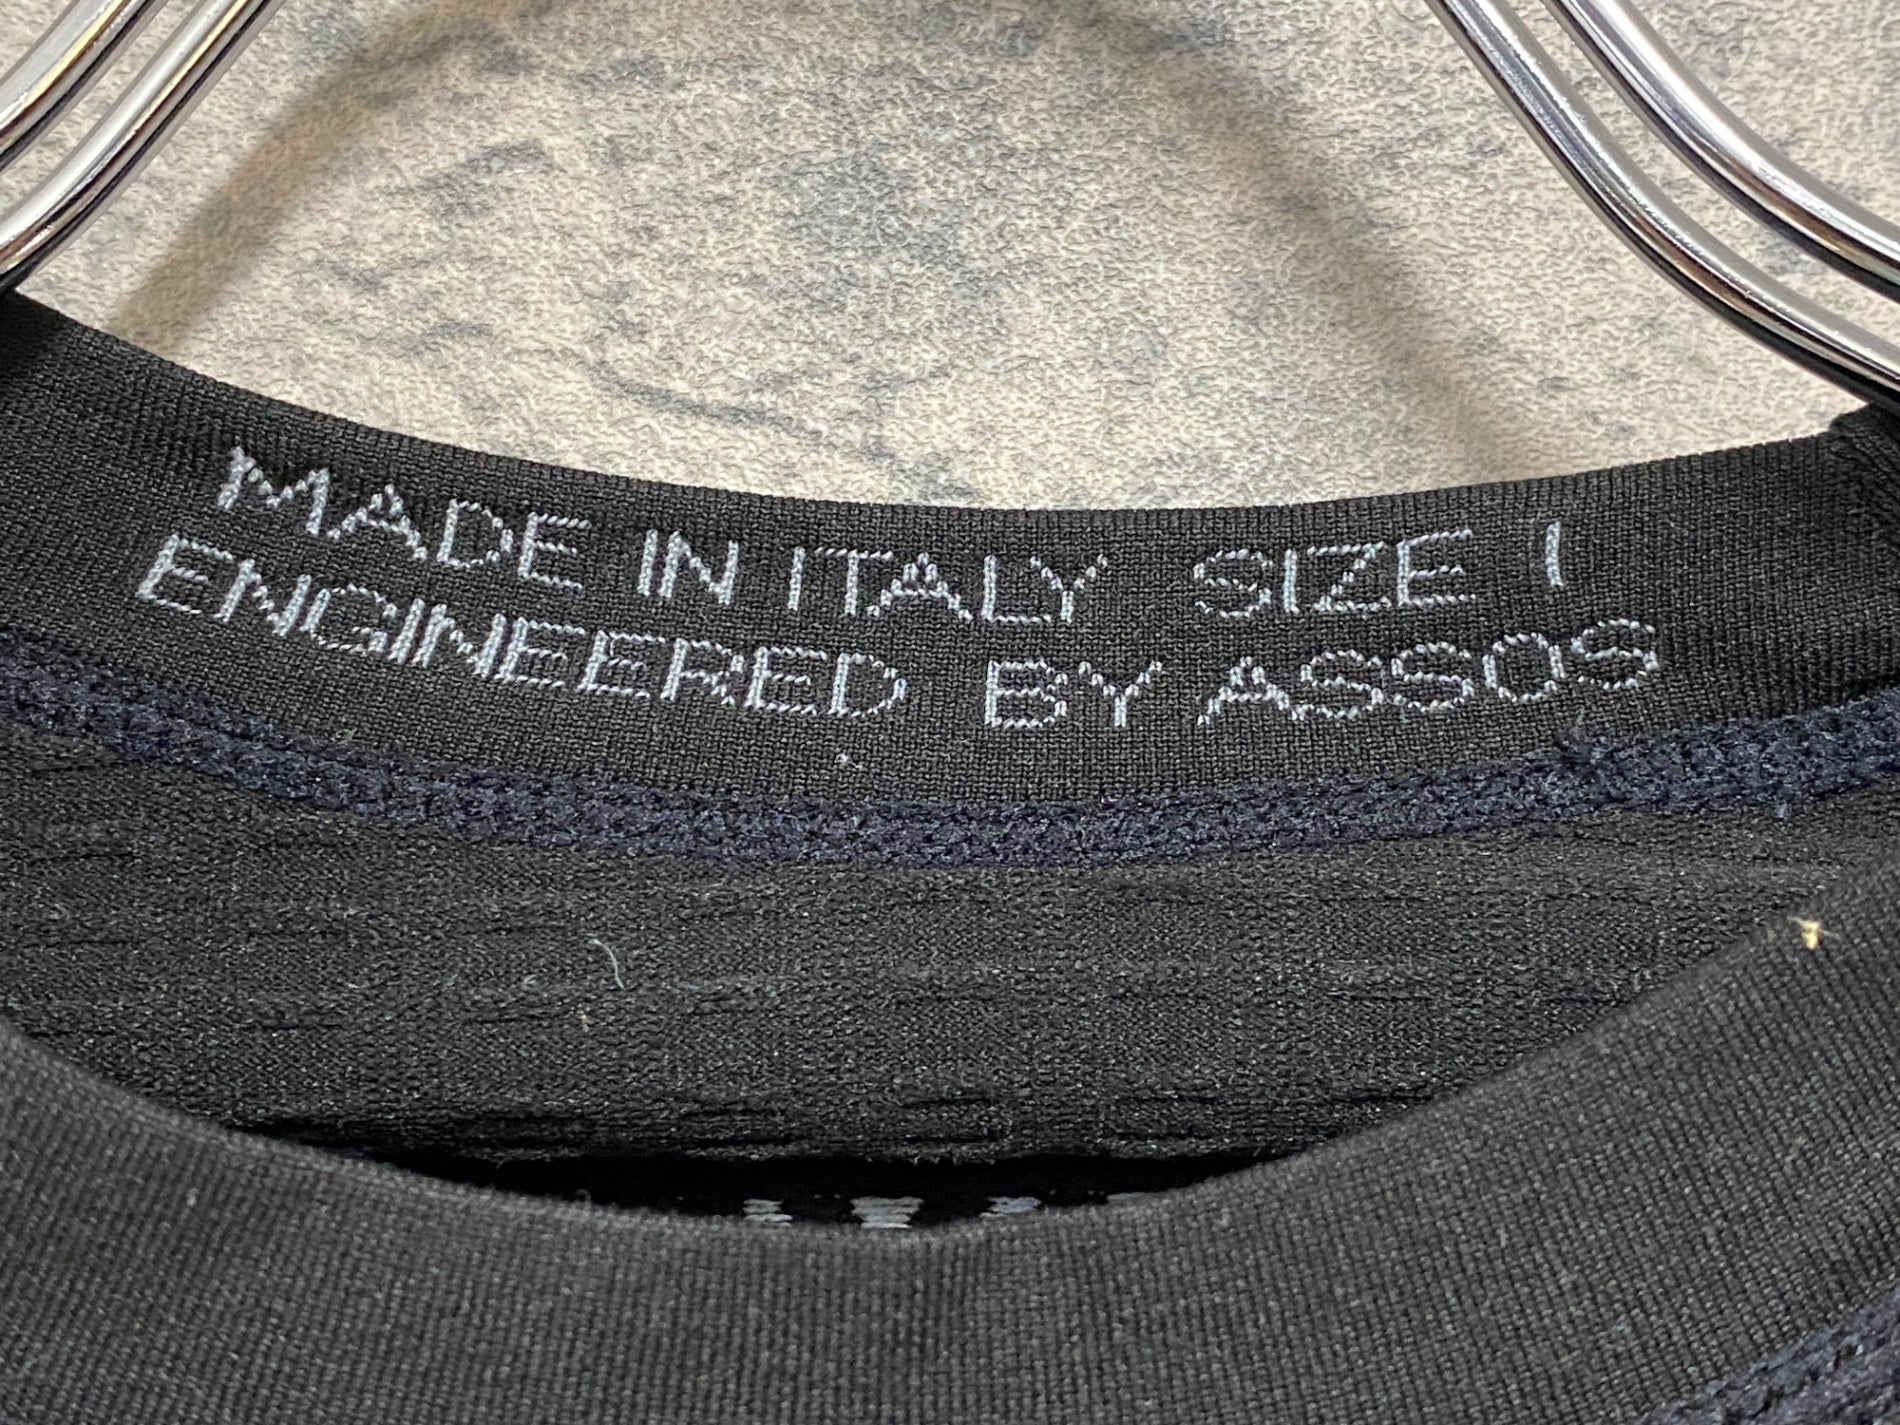 MADE IN ITALY SIZE I
ENGINEERED BY ASSOS